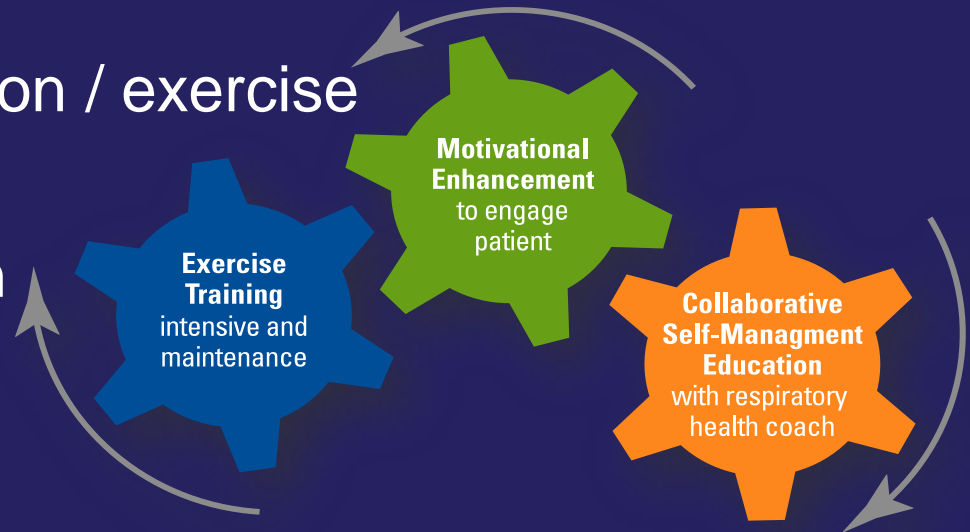 on / exercise
Motivational
Enhancement
to engage
patient
n
Exercise
Training
intensive and
maintenance
Collaborative
Self-Managment
Education
with respiratory
health coach